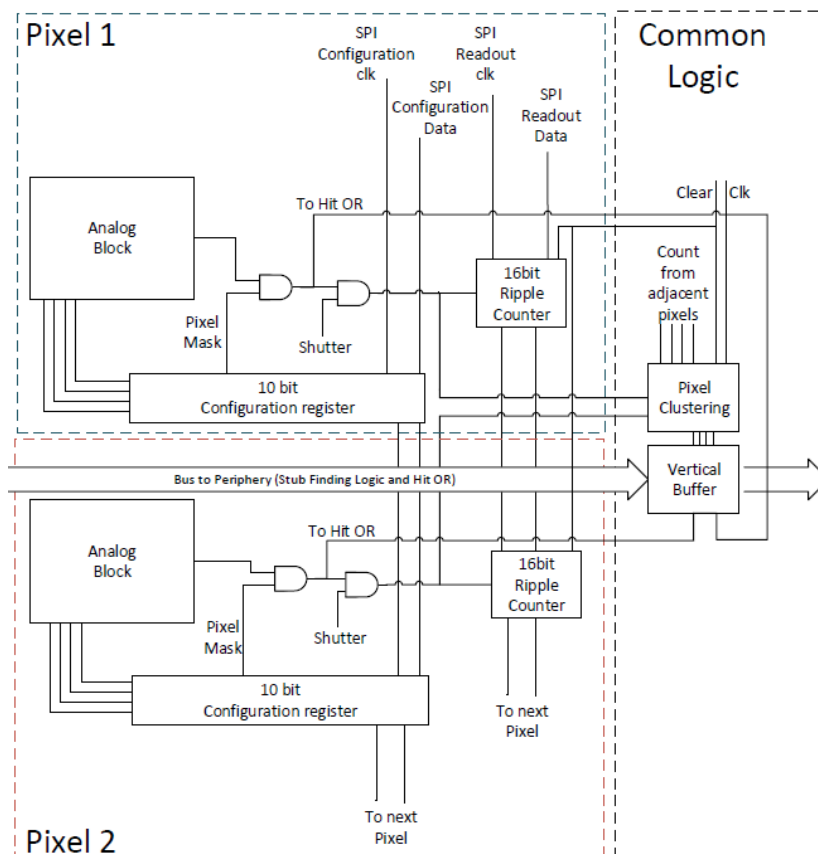 Pixel 1
SPI
Configuration
clk
SPI
Readout
clk
Common
Logic
SPI
Configuration
Data
SPI
Readout
Data
Clear
Clk
To Hit OR
Analog
Block
16bit
Ripple
Counter
Count
from
adjacent
pixels
Pixel
Mask
Shutter
10 bit
Configuration register
Pixel
Clustering
Bus to Periphery (Stub Finding Logic and Hit OR)
Vertical
Buffer
To Hit OR
Analog
Block
16bit
Ripple
Counter
Pixel
Mask
Shutter
10 bit
Configuration register
To next
Pixel
To next
Pixel
Pixel 2